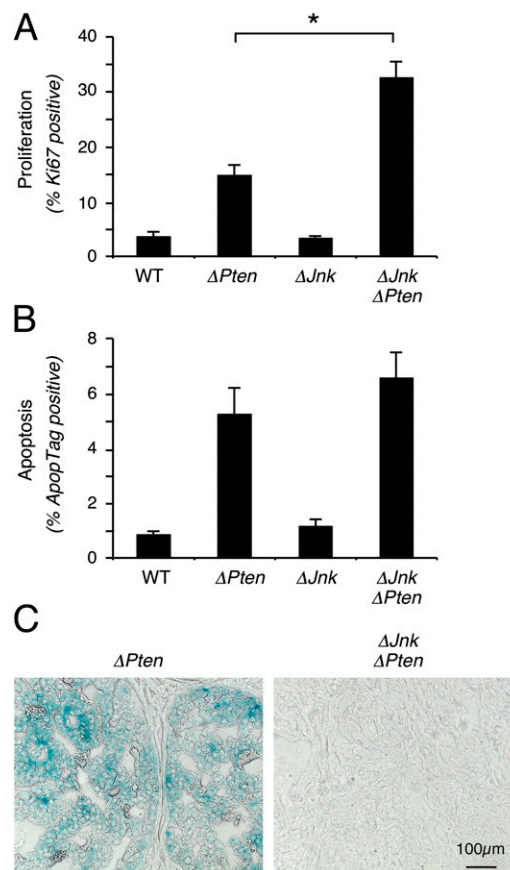 A
*
40
30
20
10
0
Proliferation
(% Ki67 positive)
WT
ΔPten
ΔJnk
ΔJnk
ΔPten
B
8
6
4
2
0
Apoptosis
(% ApopTag positive)
WT
ΔPten
ΔJnk
ΔJnk
ΔPten
C
ΔPten
ΔJnk
ΔPten
100µm